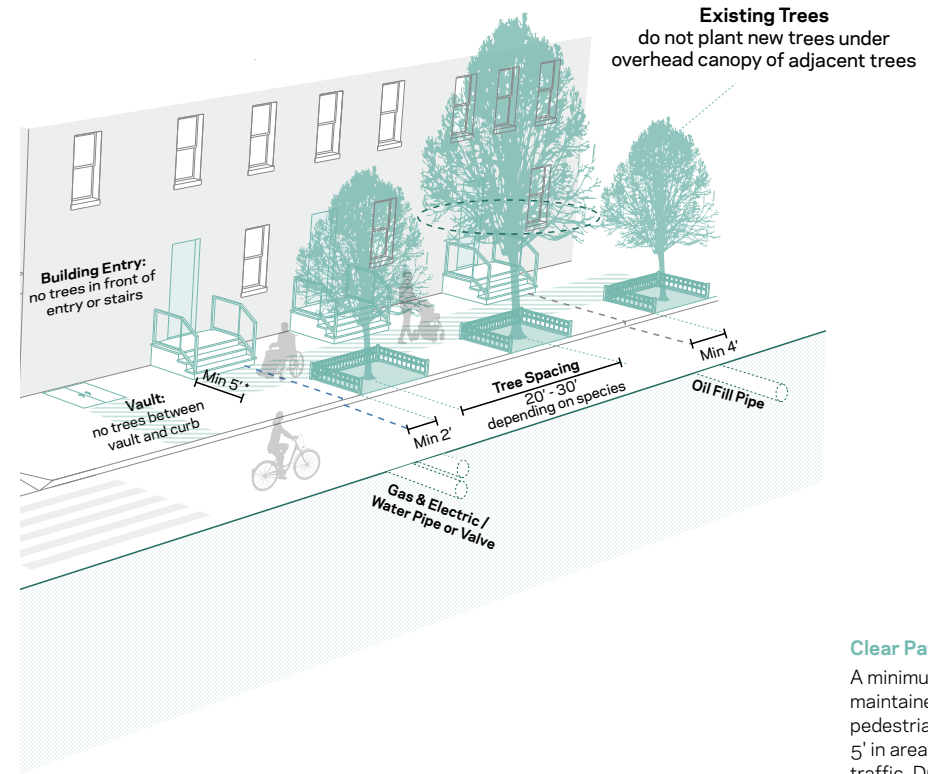 Existing Trees
do not plant new trees under
overhead canopy of adjacent trees
Building Entry:
no trees in front of
entry or stairs
Min 5' *
Vault:
no trees between
vault and curb
Min 2'
Tree Spacing
20' - 30'
depending on species
Min 4'
Oil Fill Pipe
Gas & Electric /
Water Pipe or Valve
Clear Pa
A minimu
maintaine
pedestria
5' in area